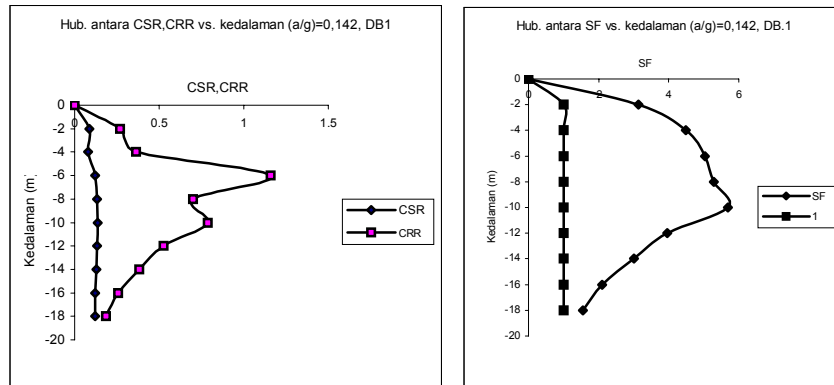 Hub. antara CSR,CRR vs. kedalaman (a/g)=0,142, DB1
CSR,CRR
0 0.5 1 1.5
0
-2
-4
-6
-8
-10
-12
-14
-16
-18
-20
Kedalaman (m)
CSR
CRR
Hub. antara SF vs. kedalaman (a/g)=0,142, DB.1
SF
0 2 4 6
0
-2
-4
-6
-8
-10
-12
-14
-16
-18
-20
Kedalaman (m)
SF
1